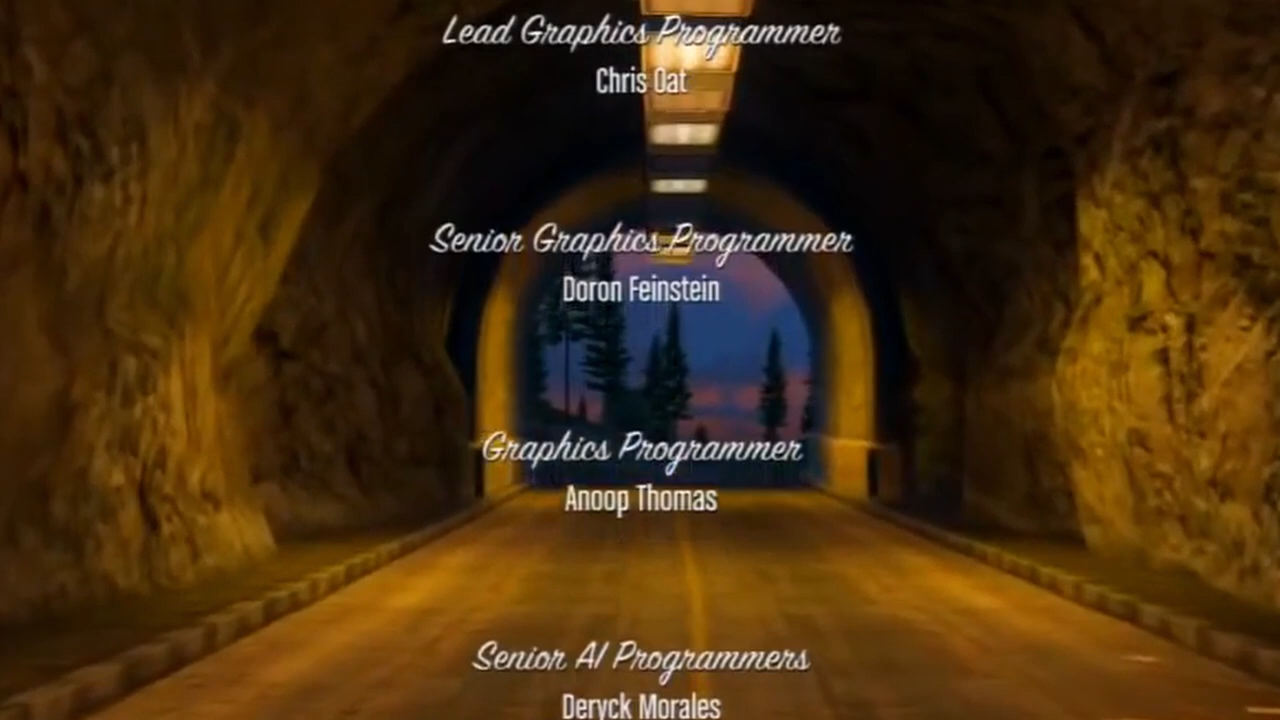 Lead Graphics Programmer
Chris Oat
Senior Graphics Programmer
Doron Feinstein
Graphics Programmer
Anoop Thomas
Senior AI Programmers
Deryck Morales